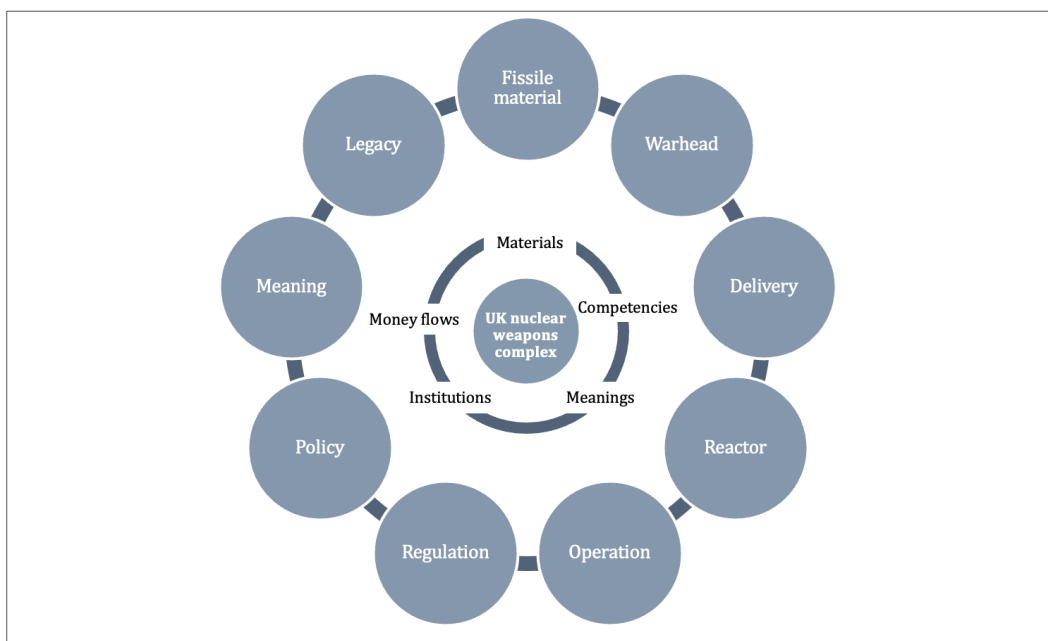 Fissile
material
Legacy
Warhead
Materials
Meaning
Delivery
Competencies
Money flows
UK nuclear
weapons
complex
Institutions
Meanings
Policy
Reactor
Regulation
Operation